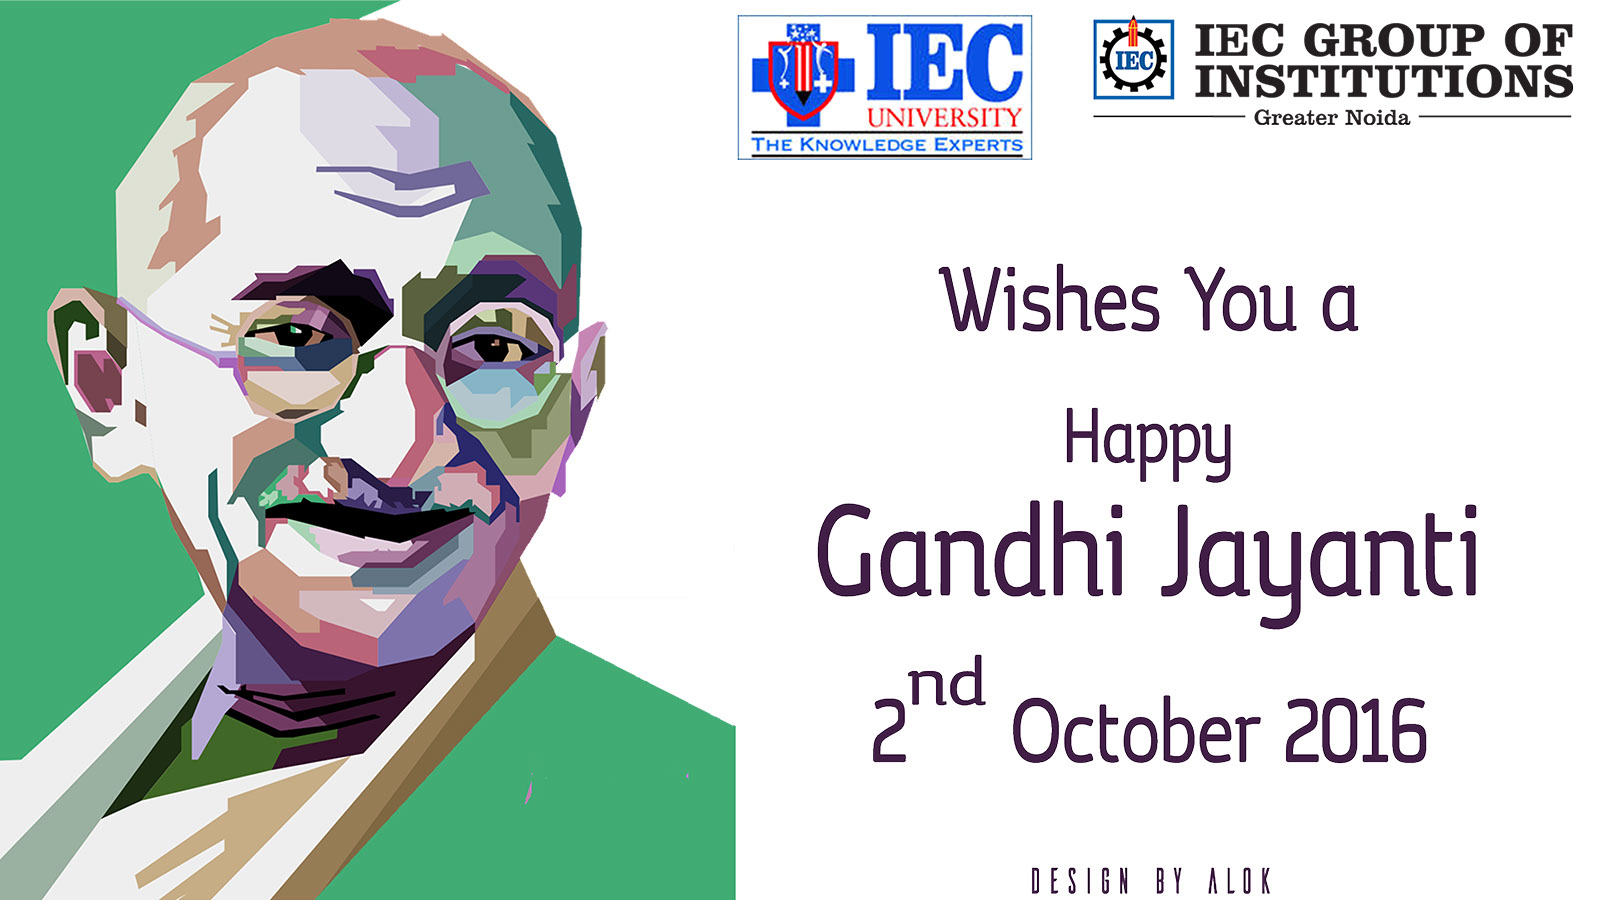 IEC
UNIVERSITY
THE KNOWLEDGE EXPERTS
IEC
IEC GROUP OF
INSTITUTIONS
Greater Noida
Wishes You a
Happy
Gandhi Jayanti
2nd October 2016
DESIGN BY ALOK